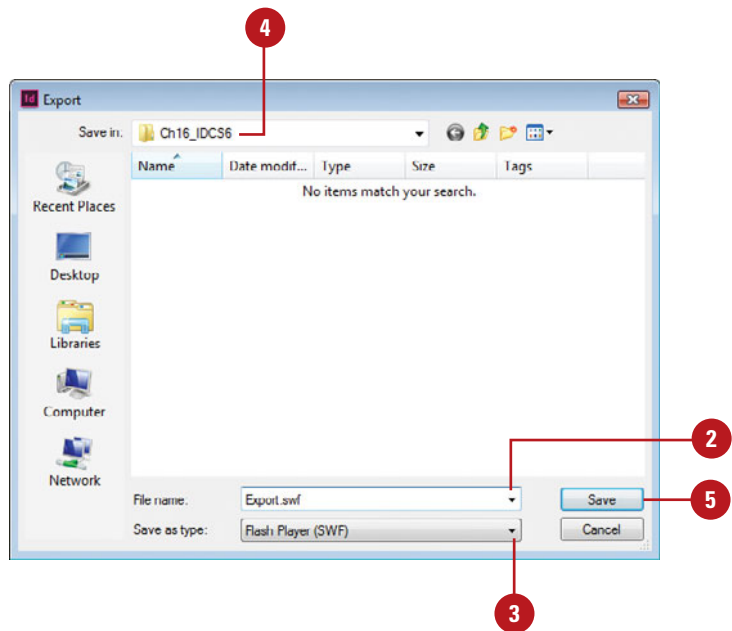 4
Id Export
Save in: Ch16_IDCS6
Name Date modif... Type Size Tags
No items match your search.
Recent Places
Desktop
Libraries
Computer
Network
2
File name: Export.swf Save 5
Save as type: Flash Player (SWF) Cancel
3